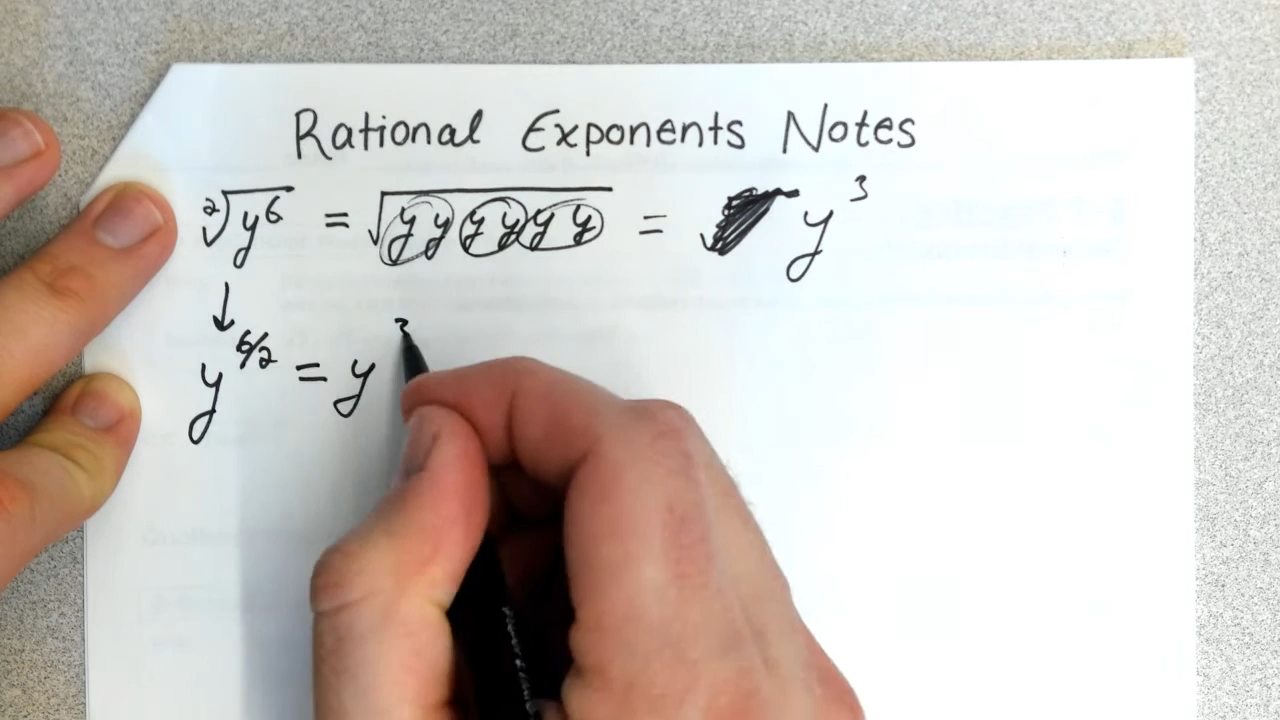 Rational Exponents Notes
²√y⁶ = √yyyyyy = y³
↓
y^6/2 = y³